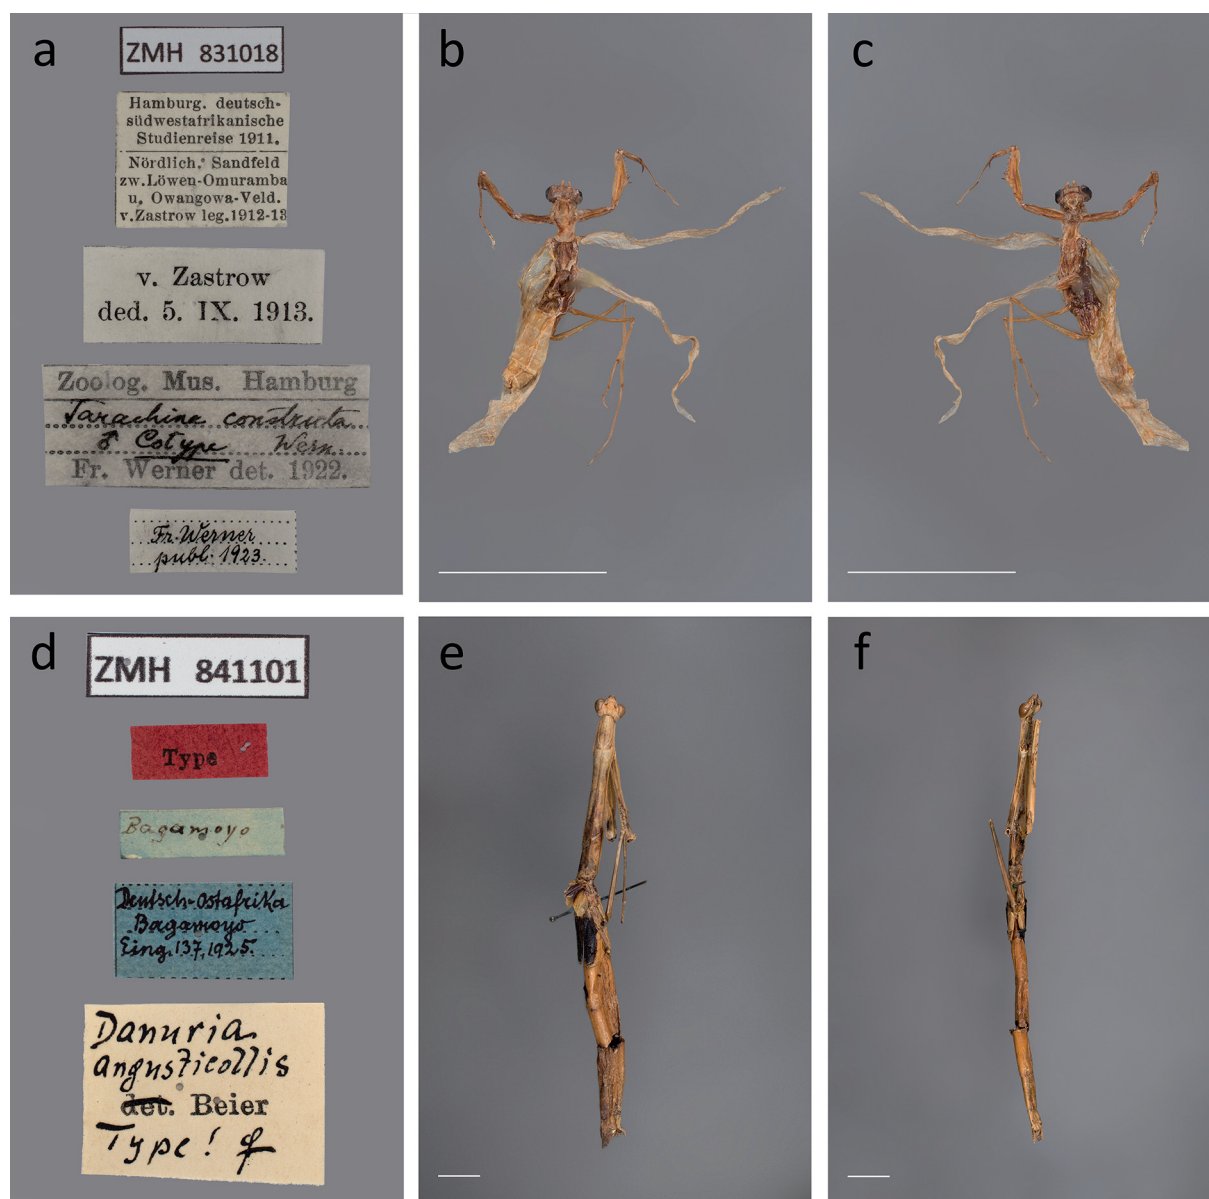 a
ZMH 831018
Hamburg. deutsch-
südwestafrikanische
Studienreise 1911.
Nördlich. Sandfeld
zw. Löwen-Omuramba
u. Owangowa-Veld.
v. Zastrow leg. 1912-13
v. Zastrow
ded. 5. IX. 1913.
Zoolog. Mus. Hamburg
Tarachina constricta
♂ Cotype Wern.
Fr. Werner det. 1922.
Fr. Werner
publ. 1923.
b
c
d
ZMH 841101
Type
Bagamoyo
Deutsch-Ostafrika
Bagamoyo
Eing. 137, 1925.
Danuria
angusticollis
det. Beier
Type! ♀
e
f